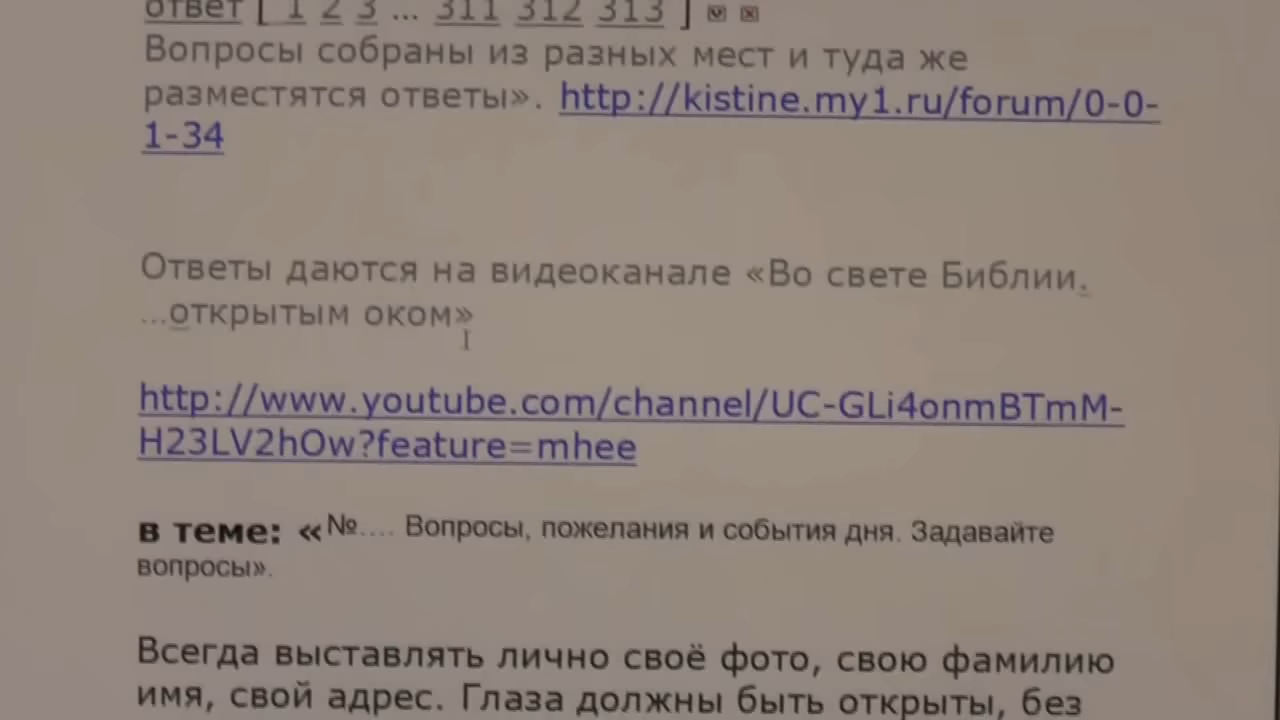 ответ [ 1 2 3 ... 311 312 313 ]
Вопросы собраны из разных мест и туда же
разместятся ответы». http://kistine.my1.ru/forum/0-0-
1-34
Ответы даются на видеоканале «Во свете Библии.
...открытым оком»
http://www.youtube.com/channel/UC-GLi4onmBTmM-
H23LV2hOw?feature=mhee
в теме: «№.... Вопросы, пожелания и события дня. Задавайте
вопросы».
Всегда выставлять лично своё фото, свою фамилию
имя, свой адрес. Глаза должны быть открыты, без